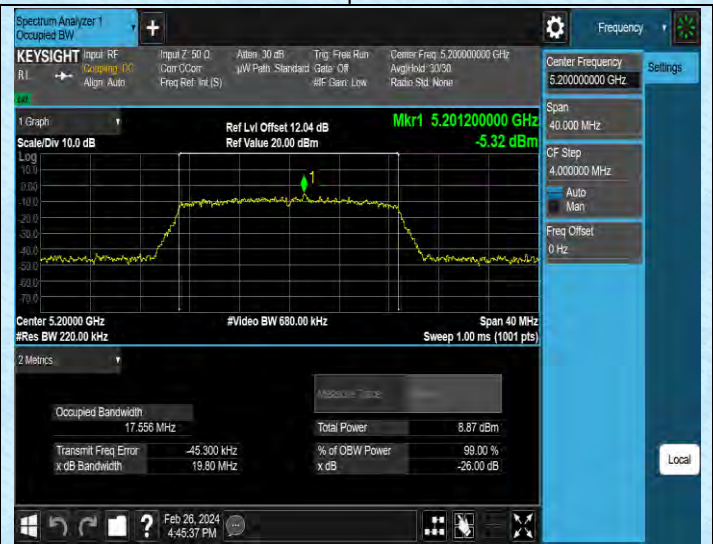 Spectrum Analyzer 1
Occupied BW
Frequency
KEYSIGHT
Input: RF
Coupling: DC
Align: Auto
RL
Input Z: 50 Ω
Corr CCorr
Freq Ref: Int (S)
Atten: 30 dB
µW Path: Standard
Trig: Free Run
Gate: Off
#IF Gain: Low
Center Freq: 5.200000000 GHz
Avg|Hold: 30/30
Radio Std: None
Center Frequency
5.200000000 GHz
Settings
Span
40.000 MHz
CF Step
4.000000 MHz
Auto
Man
Freq Offset
0 Hz
1 Graph
Scale/Div 10.0 dB
Ref Lvl Offset 12.04 dB
Ref Value 20.00 dBm
Mkr1 5.201200000 GHz
-5.32 dBm
Log
10.0
0.00
-10.0
-20.0
-30.0
-40.0
-50.0
-60.0
-70.0
1
Center 5.20000 GHz
#Res BW 220.00 kHz
#Video BW 680.00 kHz
Span 40 MHz
Sweep 1.00 ms (1001 pts)
2 Metrics
Measure Trace
Occupied Bandwidth
17.556 MHz
Total Power
8.87 dBm
Transmit Freq Error
-45.300 kHz
% of OBW Power
99.00 %
x dB Bandwidth
19.80 MHz
x dB
-26.00 dB
Local
?
Feb 26, 2024
4:45:37 PM